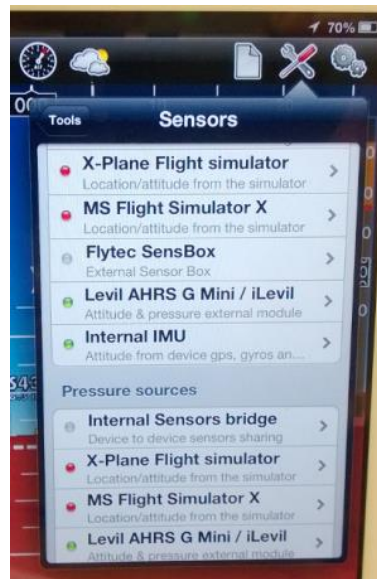 70%
Tools
Sensors
X-Plane Flight simulator
Location/attitude from the simulator
MS Flight Simulator X
Location/attitude from the simulator
Flytec SensBox
External Sensor Box
Levil AHRS G Mini / iLevil
Attitude & pressure external module
Internal IMU
Attitude from device gps, gyros an...
Pressure sources
Internal Sensors bridge
Device to device sensors sharing
X-Plane Flight simulator
Location/attitude from the simulator
MS Flight Simulator X
Location/attitude from the simulator
Levil AHRS G Mini / iLevil
Attitude & pressure external module